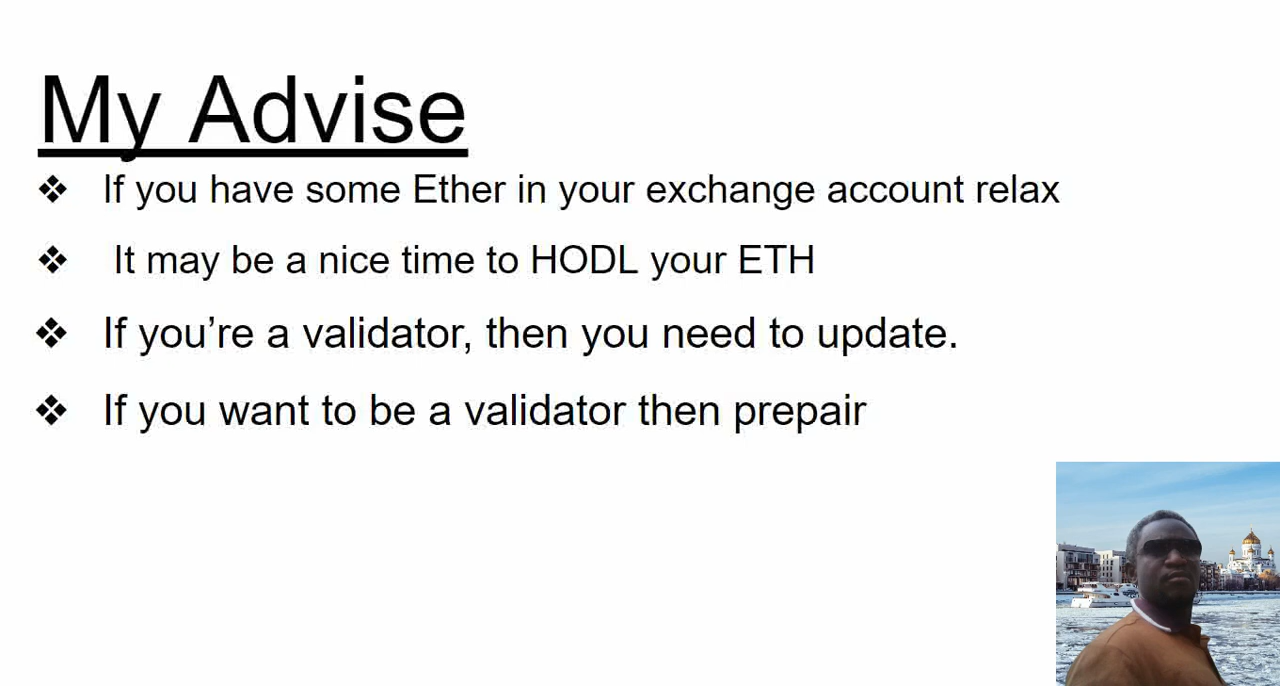 My Advise
❖ If you have some Ether in your exchange account relax
❖ It may be a nice time to HODL your ETH
❖ If you’re a validator, then you need to update.
❖ If you want to be a validator then prepair